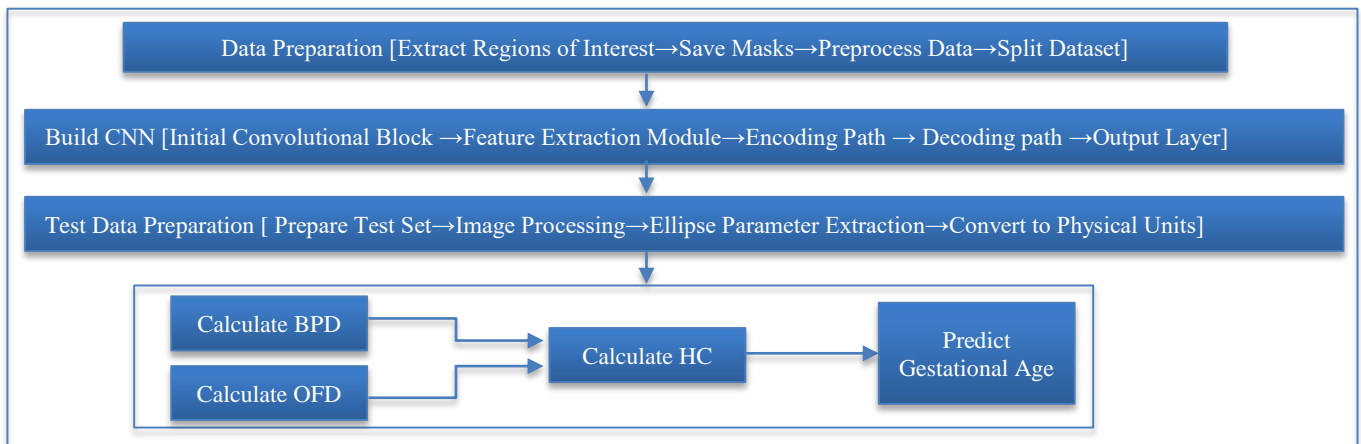 Data Preparation [Extract Regions of Interest→Save Masks→Preprocess Data→Split Dataset]
Build CNN [Initial Convolutional Block →Feature Extraction Module→Encoding Path → Decoding path →Output Layer]
Test Data Preparation [ Prepare Test Set→Image Processing→Ellipse Parameter Extraction→Convert to Physical Units]
Calculate BPD
Calculate OFD
Calculate HC
Predict
Gestational Age